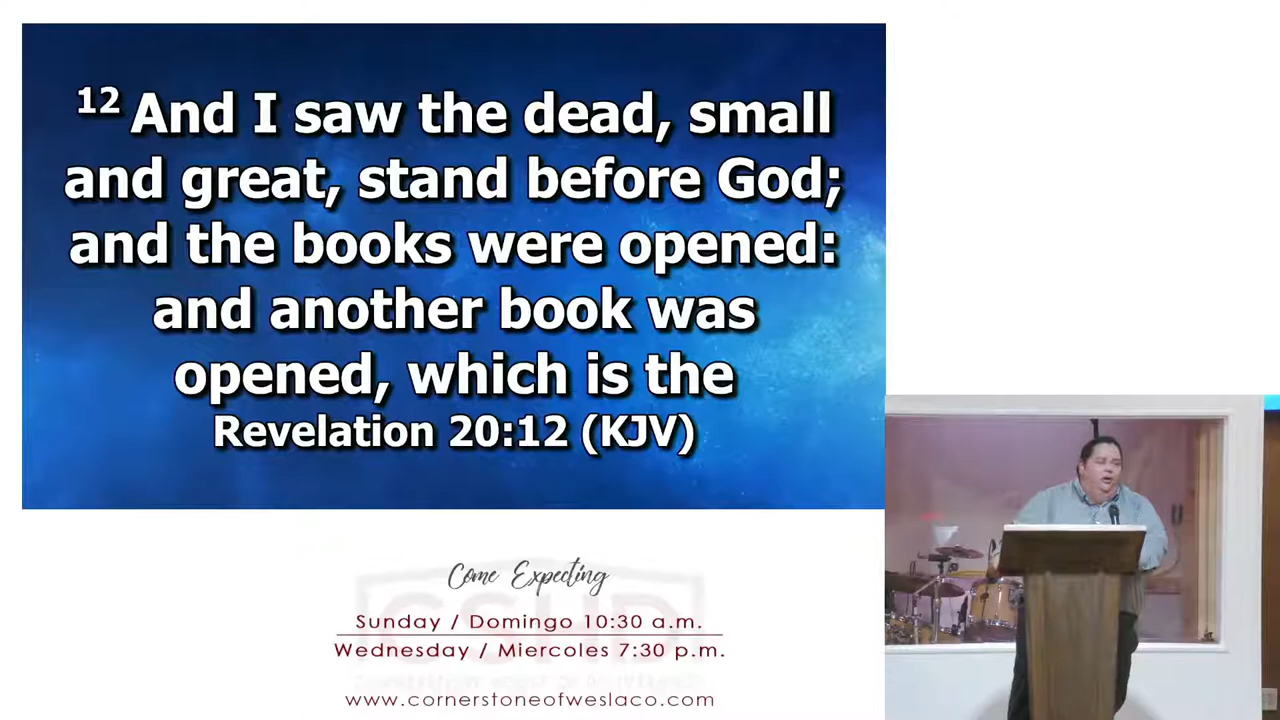 12 And I saw the dead, small
and great, stand before God;
and the books were opened:
and another book was
opened, which is the
Revelation 20:12 (KJV)
Come Expecting
CSHD
Sunday / Domingo 10:30 a.m.
Wednesday / Miercoles 7:30 p.m.
www.cornerstoneofweslaco.com